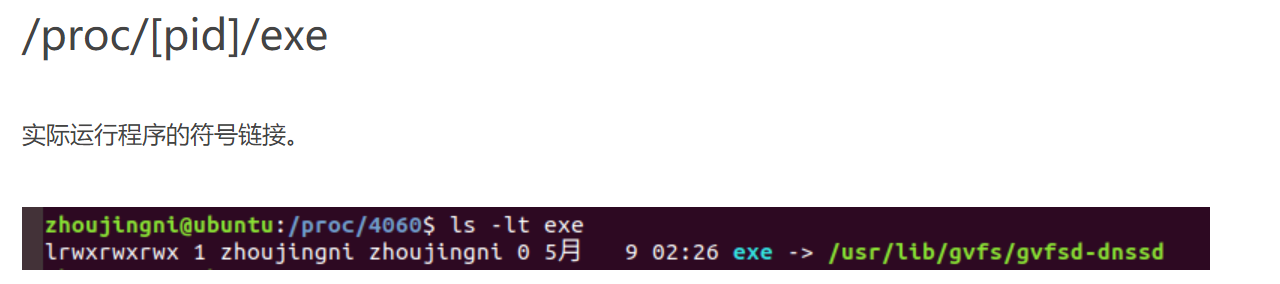 /proc/[pid]/exe
实际运行程序的符号链接。
zhoujingni@ubuntu:/proc/4060$ ls -lt exe
lrwxrwxrwx 1 zhoujingni zhoujingni 0 5月   9 02:26 exe -> /usr/lib/gvfs/gvfsd-dnssd